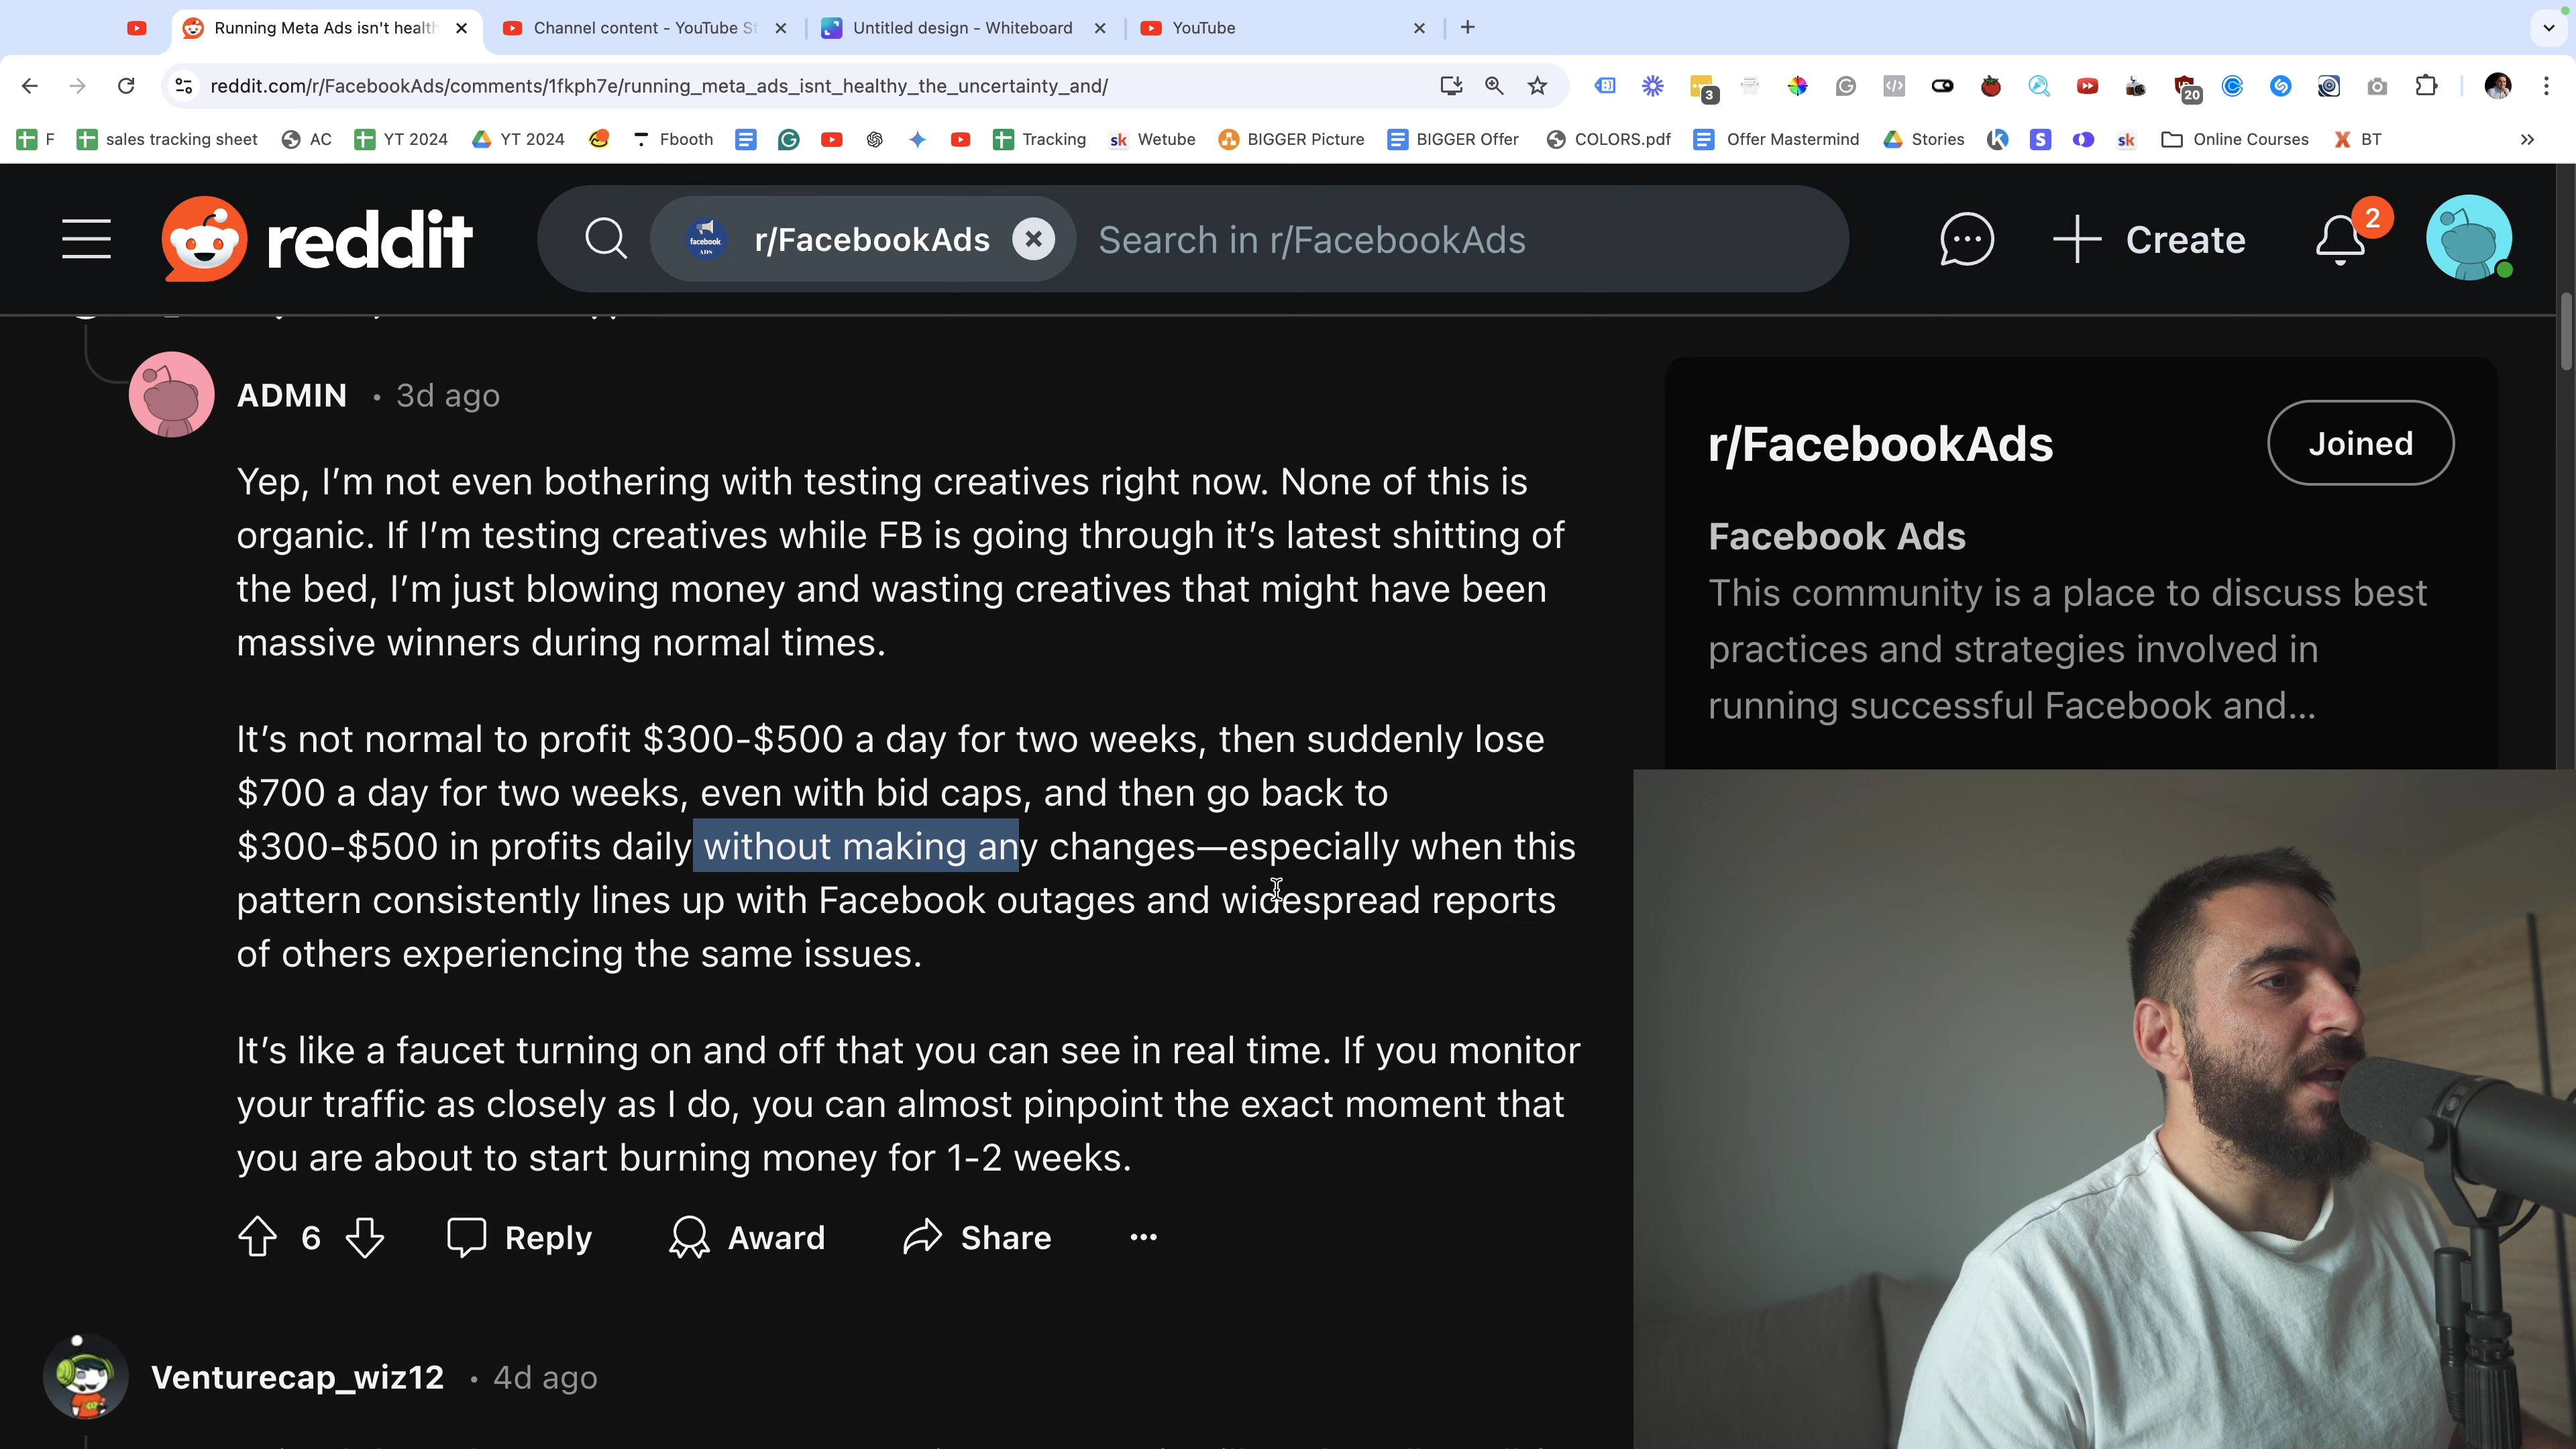 Running Meta Ads isn't health
Channel content - YouTube St
Untitled design - Whiteboard
YouTube
reddit.com/r/FacebookAds/comments/1fkph7e/running_meta_ads_isnt_healthy_the_uncertainty_and/
3
20
F
sales tracking sheet
AC
YT 2024
YT 2024
Fbooth
Tracking
sk Wetube
BIGGER Picture
BIGGER Offer
COLORS.pdf
Offer Mastermind
Stories
S
sk
Online Courses
BT
reddit
facebook
ADS
r/FacebookAds
Search in r/FacebookAds
Create
2
ADMIN • 3d ago
Yep, I’m not even bothering with testing creatives right now. None of this is
organic. If I’m testing creatives while FB is going through it’s latest shitting of
the bed, I’m just blowing money and wasting creatives that might have been
massive winners during normal times.
It’s not normal to profit $300-$500 a day for two weeks, then suddenly lose
$700 a day for two weeks, even with bid caps, and then go back to
$300-$500 in profits daily without making any changes—especially when this
pattern consistently lines up with Facebook outages and widespread reports
of others experiencing the same issues.
It’s like a faucet turning on and off that you can see in real time. If you monitor
your traffic as closely as I do, you can almost pinpoint the exact moment that
you are about to start burning money for 1-2 weeks.
6
Reply
Award
Share
Venturecap_wiz12 • 4d ago
r/FacebookAds
Joined
Facebook Ads
This community is a place to discuss best
practices and strategies involved in
running successful Facebook and...